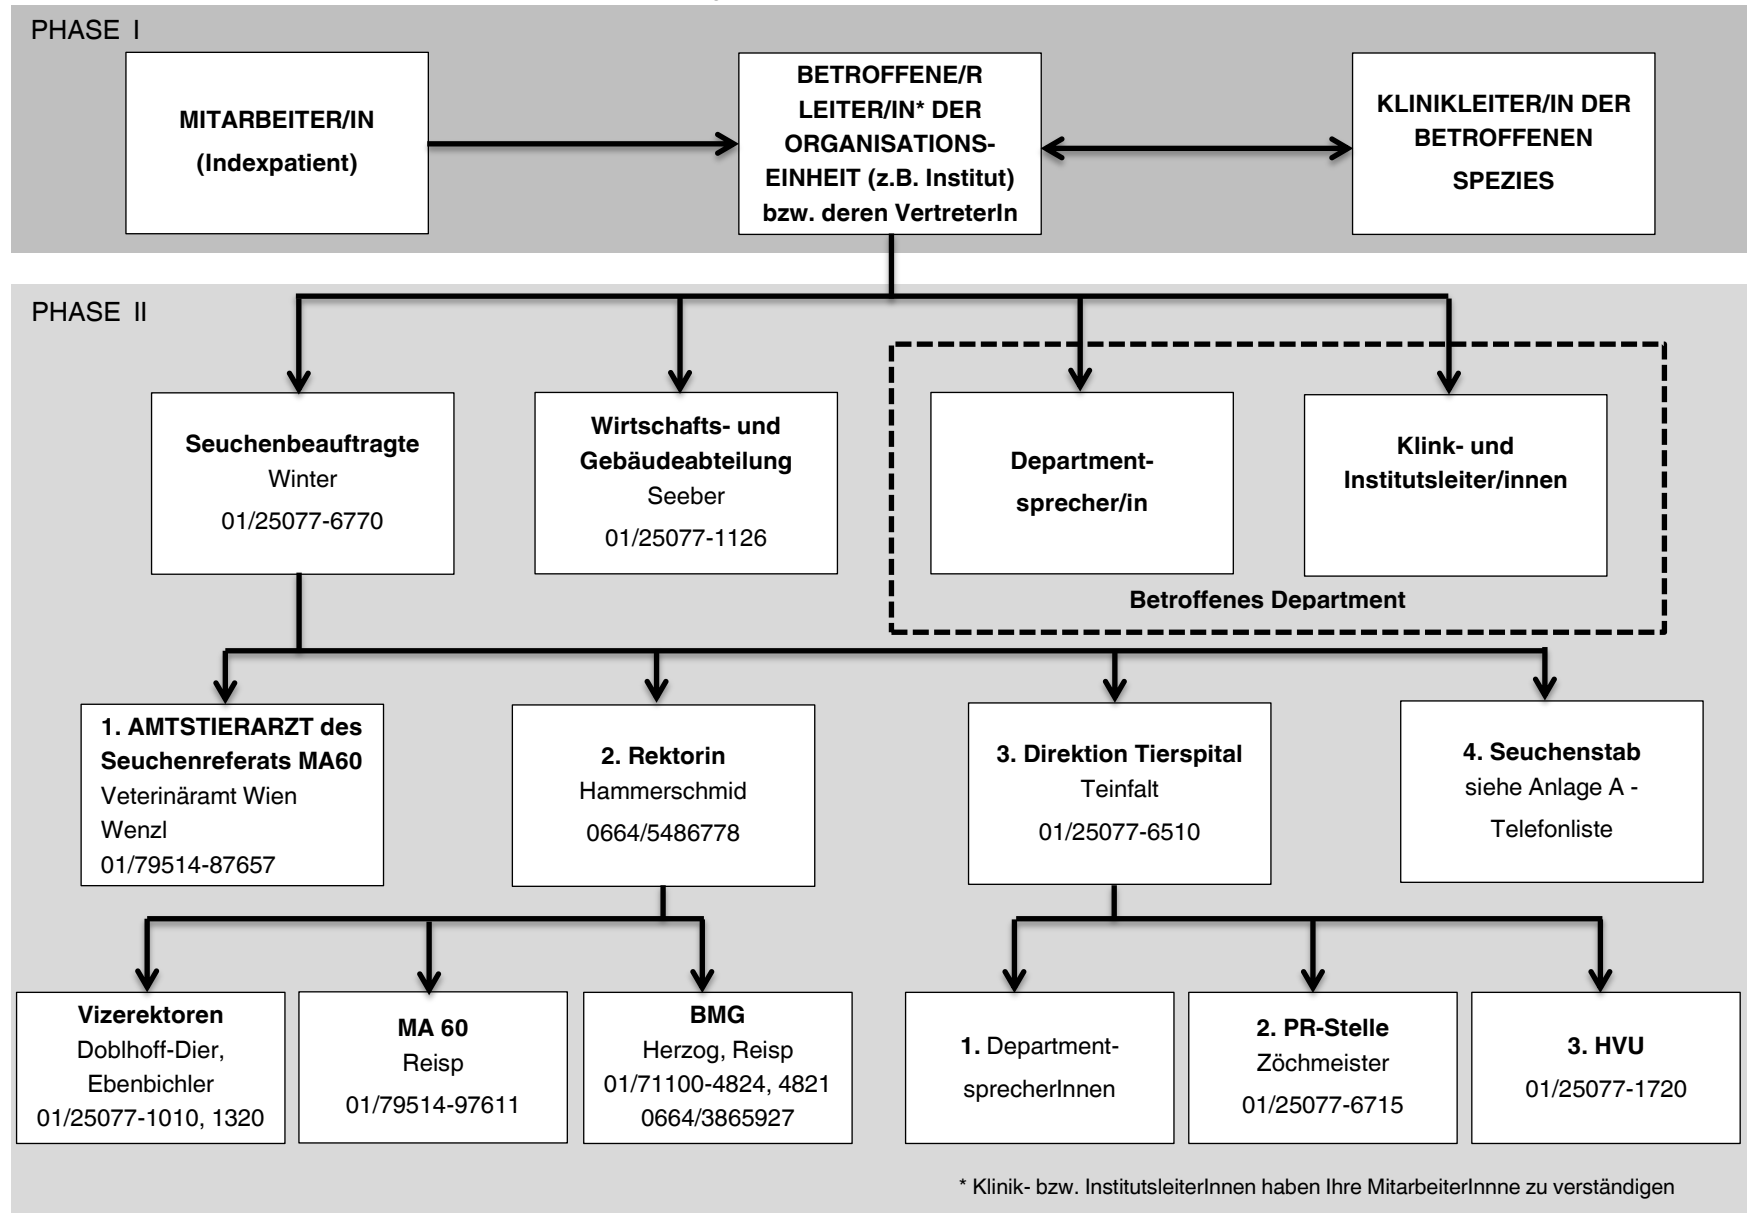 PHASE I
MITARBEITER/IN
(Indexpatient)
BETROFFENE/R
LEITER/IN* DER
ORGANISATIONS-
EINHEIT (z.B. Institut)
bzw. deren VertreterIn
KLINIKLEITER/IN DER
BETROFFENEN
SPEZIES
PHASE II
Seuchenbeauftragte
Winter
01/25077-6770
Wirtschafts- und
Gebäudeabteilung
Seeber
01/25077-1126
Department-
sprecher/in
Klink- und
Institutsleiter/innen
Betroffenes Department
1. AMTSTIERARZT des
Seuchenreferats MA60
Veterinäramt Wien
Wenzl
01/79514-87657
2. Rektorin
Hammerschmid
0664/5486778
3. Direktion Tierspital
Teinfalt
01/25077-6510
4. Seuchenstab
siehe Anlage A -
Telefonliste
Vizerektoren
Doblhoff-Dier,
Ebenbichler
01/25077-1010, 1320
MA 60
Reisp
01/79514-97611
BMG
Herzog, Reisp
01/71100-4824, 4821
0664/3865927
1. Department-
sprecherInnen
2. PR-Stelle
Zöchmeister
01/25077-6715
3. HVU
01/25077-1720
* Klinik- bzw. InstitutsleiterInnen haben Ihre MitarbeiterInnne zu verständigen